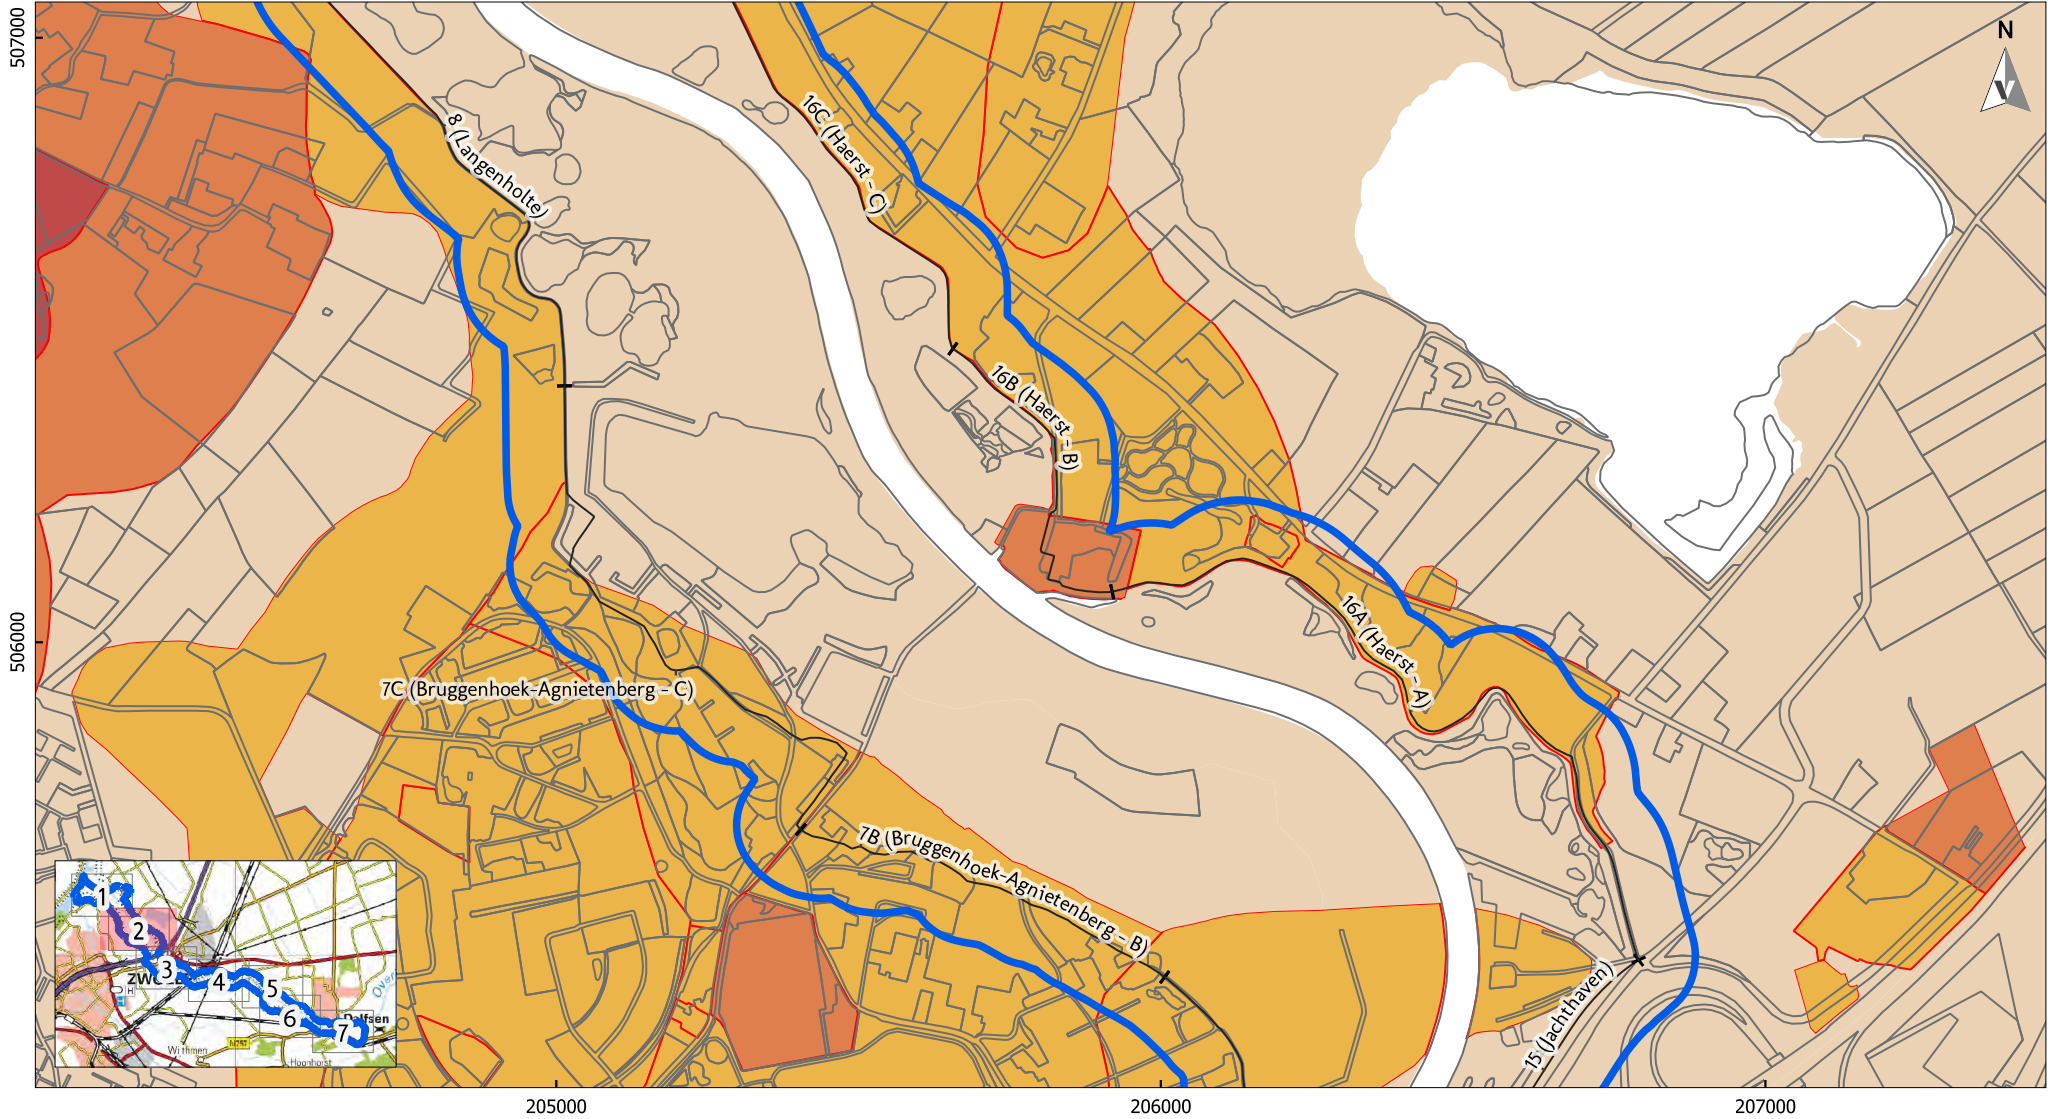 507000
N
8 (Langenholte)
16C (Haerst - C)
16B (Haerst - B)
506000
16A (Haerst - A)
7C (Bruggenhoek-Agnietenberg - C)
7B (Bruggenhoek-Agnietenberg - B)
15 (Jachthaven)
1
2
3
4
5
6
7
Dalfsen
Withmen
N757
Hoonhorst
205000
206000
207000